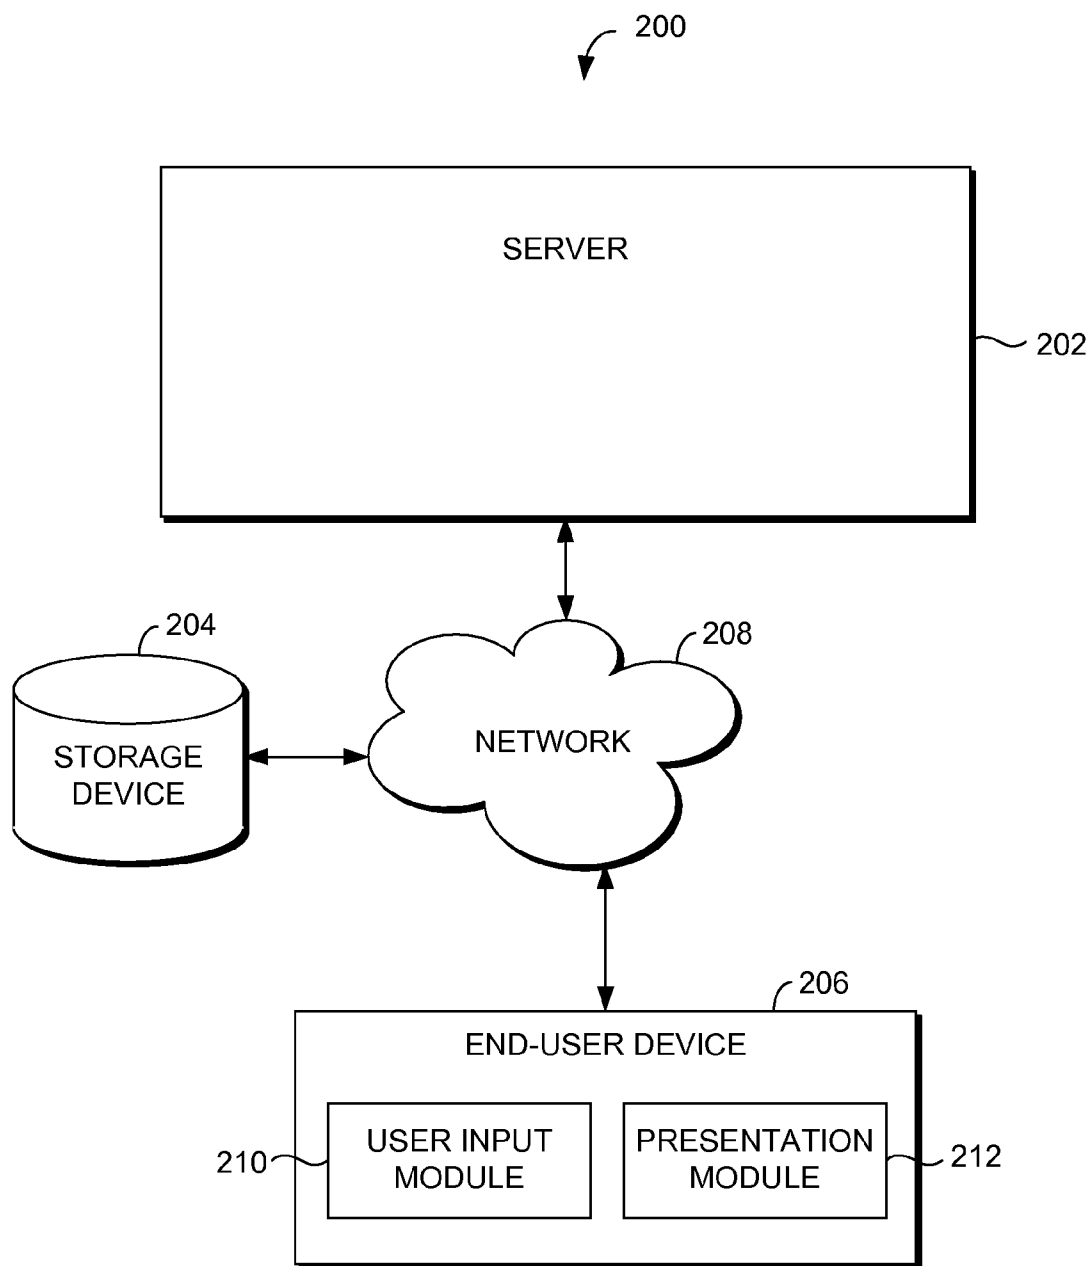 200
SERVER
202
204
208
STORAGE
DEVICE
NETWORK
206
END-USER DEVICE
210
USER INPUT
MODULE
PRESENTATION
MODULE
212